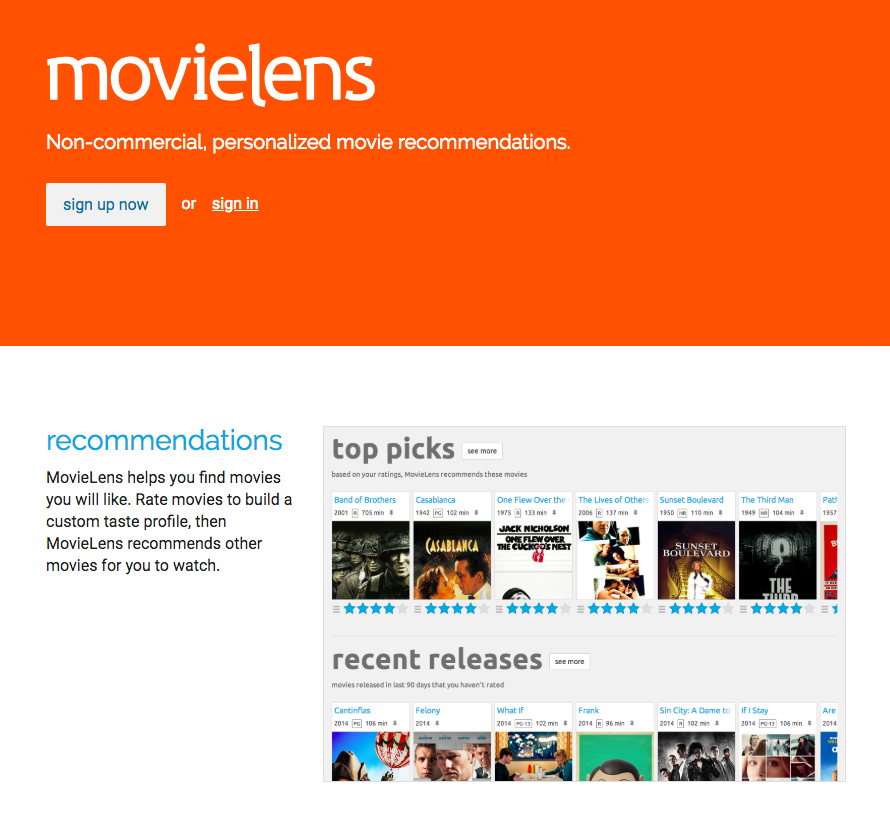 movielens
Non-commercial, personalized movie recommendations.
sign up now or sign in
recommendations
MovieLens helps you find movies
you will like. Rate movies to build a
custom taste profile, then
MovieLens recommends other
movies for you to watch.
top picks see more
based on your ratings, MovieLens recommends these movies
Band of Brothers Casablanca One Flew Over the The Lives of Others Sunset Boulevard The Third Man Path
2001 R 705 min 1942 PG 102 min 1975 R 133 min 2006 R 137 min 1950 NR 110 min 1949 NR 104 min 1957
CASABLANCA
JACK NICHOLSON
ONE FLEW OVER THE
CUCKOO'S NEST
SUNSET
BOULEVARD
THE
THIRD
recent releases see more
movies released in last 90 days that you haven't rated
Cantinflas Felony What If Frank Sin City: A Dame to If I Stay Are
2014 PG 106 min 2014 2014 PG-13 102 min 2014 R 96 min 2014 R 102 min 2014 PG-13 106 min 2014